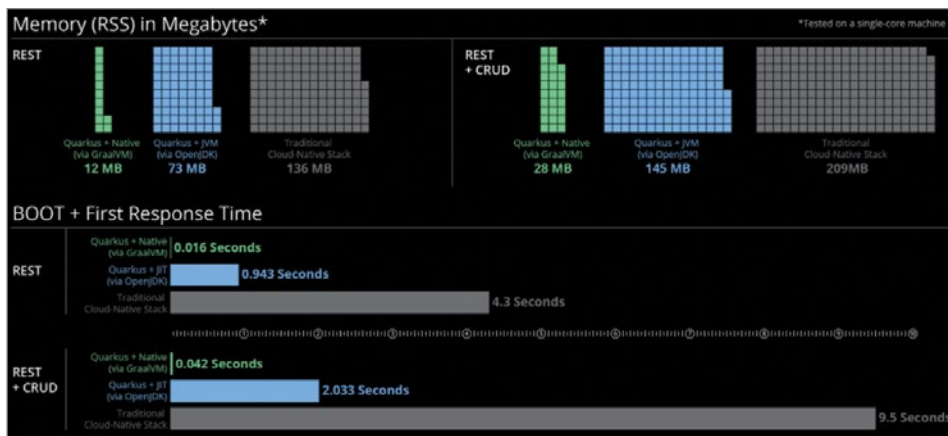 Memory (RSS) in Megabytes*
*Tested on a single-core machine
REST
Quarkus + Native
(via GraalVM)
12 MB
Quarkus + JVM
(via OpenJDK)
73 MB
Traditional
Cloud-Native Stack
136 MB
REST
+ CRUD
Quarkus + Native
(via GraalVM)
28 MB
Quarkus + JVM
(via OpenJDK)
145 MB
Traditional
Cloud-Native Stack
209MB
BOOT + First Response Time
REST
Quarkus + Native
(via GraalVM)
0.016 Seconds
Quarkus + JIT
(via OpenJDK)
0.943 Seconds
Traditional
Cloud-Native Stack
4.3 Seconds
1 2 3 4 5 6 7 8 9 10
REST
+ CRUD
Quarkus + Native
(via GraalVM)
0.042 Seconds
Quarkus + JIT
(via OpenJDK)
2.033 Seconds
Traditional
Cloud-Native Stack
9.5 Seconds